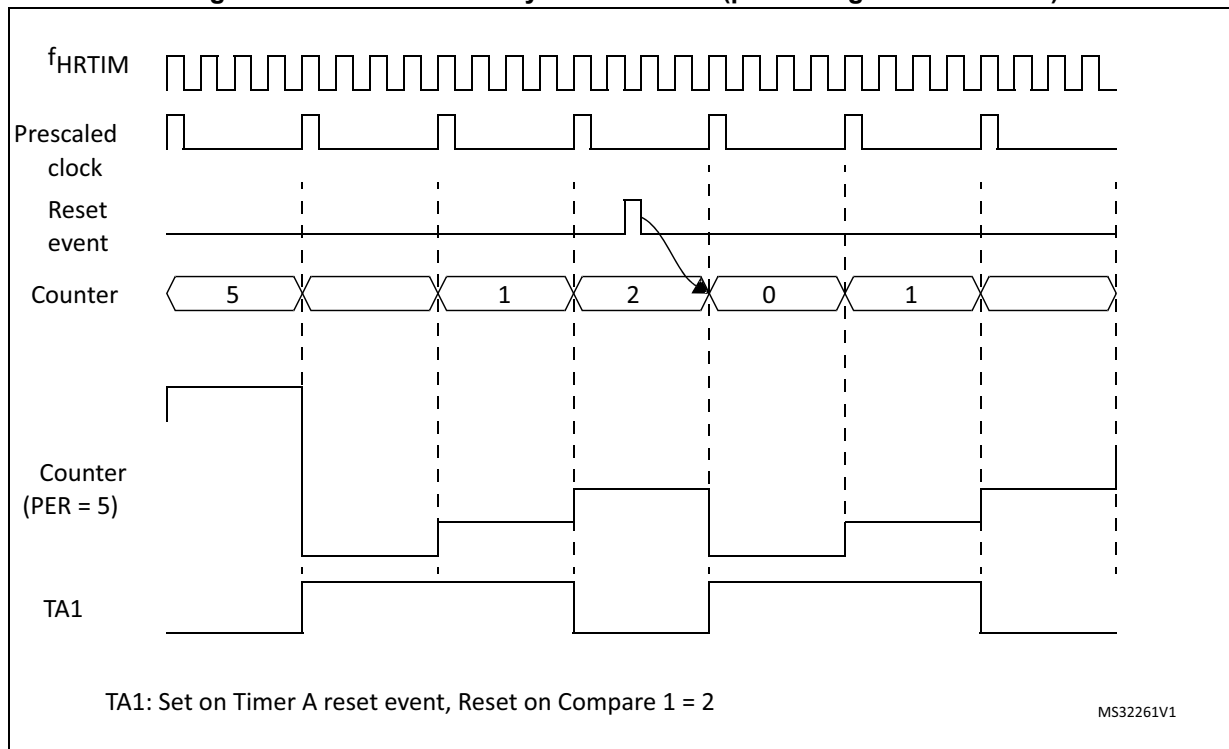 fHRTIM
Prescaled
clock
Reset
event
Counter
5 1 2 0 1
Counter
(PER = 5)
TA1
TA1: Set on Timer A reset event, Reset on Compare 1 = 2
MS32261V1